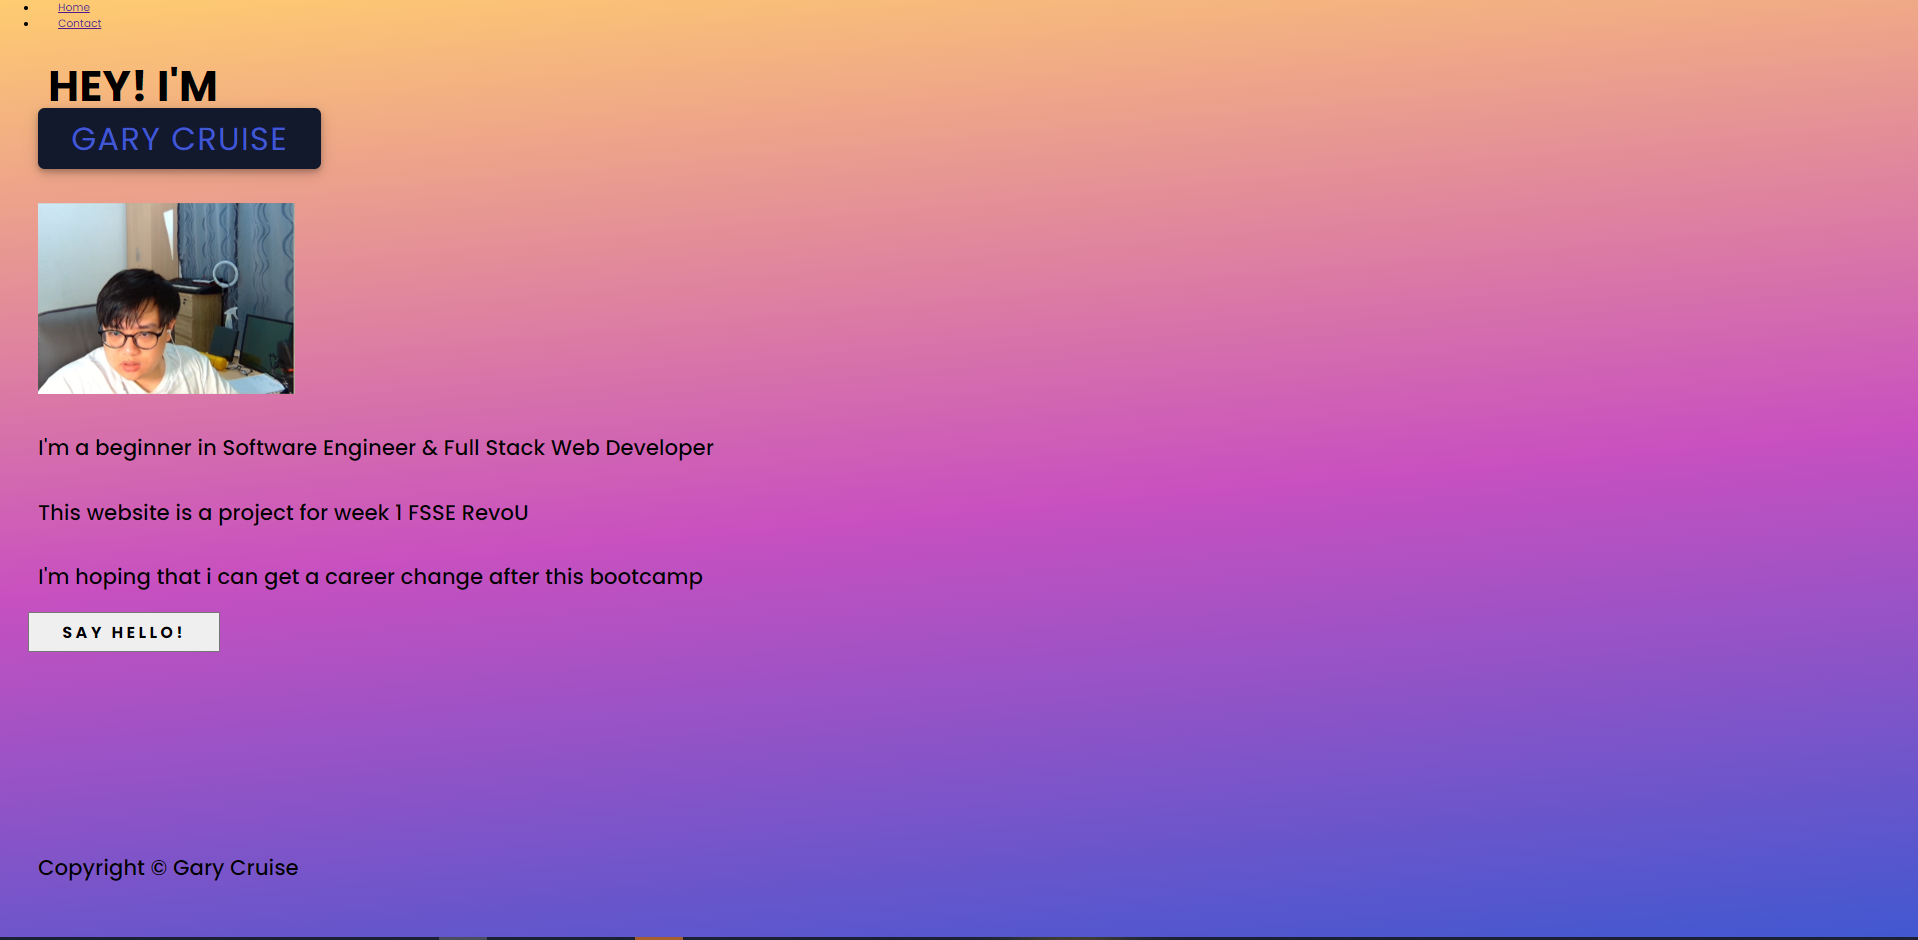 Home
Contact
HEY! I'M
GARY CRUISE
I'm a beginner in Software Engineer & Full Stack Web Developer
This website is a project for week 1 FSSE RevoU
I'm hoping that i can get a career change after this bootcamp
SAY HELLO!
Copyright © Gary Cruise